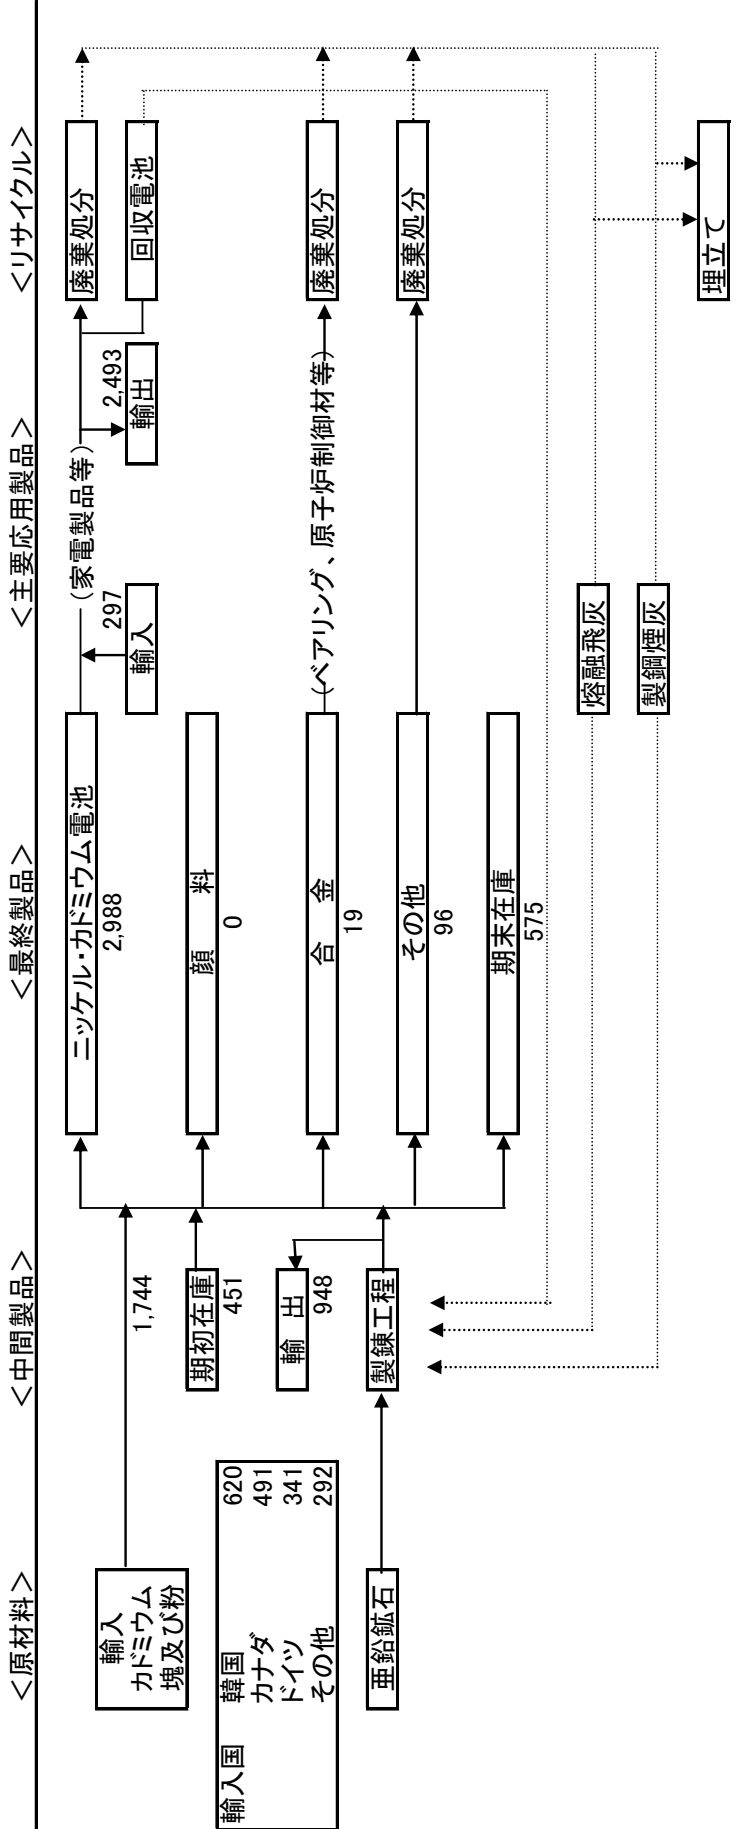 ＜原材料＞
＜中間製品＞
＜最終製品＞
＜主要応用製品＞
＜リサイクル＞
輸入
カドミウム
塊及び粉
1,744
輸入国　韓国　620
カナダ　491
ドイツ　341
その他　292
亜鉛鉱石
期初在庫
451
輸　出
948
製錬工程
ニッケル・カドミウム電池
2,988
顔　　料
0
合　　金
19
その他
96
期末在庫
575
297
輸入
（家電製品等）
2,493
輸出
（ベアリング、原子炉制御材等）
熔融飛灰
製鋼煙灰
廃棄処分
回収電池
廃棄処分
廃棄処分
埋立て